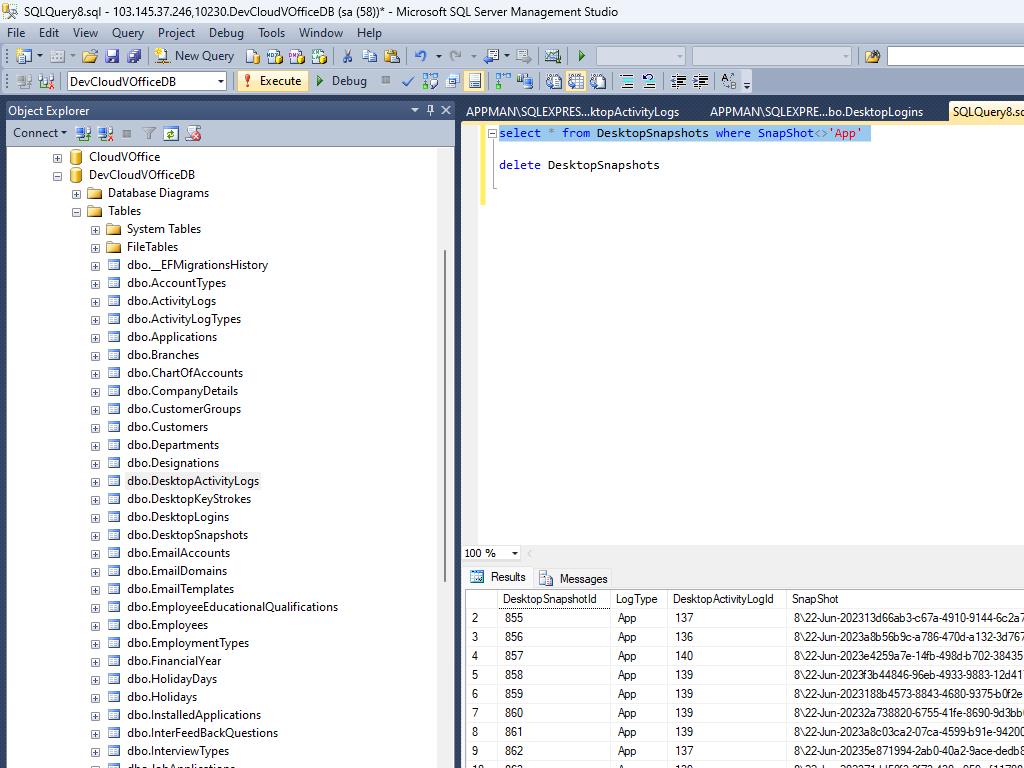 SQLQuery8.sql - 103.145.37.246,10230.DevCloudVOfficeDB (sa (58))* - Microsoft SQL Server Management Studio
File Edit View Query Project Debug Tools Window Help
New Query
DevCloudVOfficeDB Execute Debug
Object Explorer
Connect
CloudVOffice
DevCloudVOfficeDB
Database Diagrams
Tables
System Tables
FileTables
dbo.__EFMigrationsHistory
dbo.AccountTypes
dbo.ActivityLogs
dbo.ActivityLogTypes
dbo.Applications
dbo.Branches
dbo.ChartOfAccounts
dbo.CompanyDetails
dbo.CustomerGroups
dbo.Customers
dbo.Departments
dbo.Designations
dbo.DesktopActivityLogs
dbo.DesktopKeyStrokes
dbo.DesktopLogins
dbo.DesktopSnapshots
dbo.EmailAccounts
dbo.EmailDomains
dbo.EmailTemplates
dbo.EmployeeEducationalQualifications
dbo.Employees
dbo.EmploymentTypes
dbo.FinancialYear
dbo.HolidayDays
dbo.Holidays
dbo.InstalledApplications
dbo.InterFeedBackQuestions
dbo.InterviewTypes
APPMAN\SQLEXPRES...ktopActivityLogs APPMAN\SQLEXPRE...bo.DesktopLogins SQLQuery8.sq
select * from DesktopSnapshots where SnapShot<>'App'
delete DesktopSnapshots
100 %
Results Messages
DesktopSnapshotId LogType DesktopActivityLogId SnapShot
2 855 App 137 8\22-Jun-202313d66ab3-c67a-4910-9144-6c2a7
3 856 App 136 8\22-Jun-2023a8b56b9c-a786-470d-a132-3d767
4 857 App 140 8\22-Jun-2023e4259a7e-14fb-498d-b702-38435
5 858 App 139 8\22-Jun-2023f3b44846-96eb-4933-9883-12d41
6 859 App 139 8\22-Jun-2023188b4573-8843-4680-9375-b0f2e
7 860 App 139 8\22-Jun-20232a738820-6755-41fe-8690-9d3bb
8 861 App 139 8\22-Jun-2023a8c03ca2-07ca-4599-b91e-94200
9 862 App 137 8\22-Jun-20235e871994-2ab0-40a2-9ace-dedb8